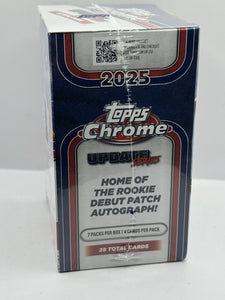 2025
Topps
Chrome
UPDATE SERIES
HOME OF
THE ROOKIE
DEBUT PATCH
AUTOGRAPH!
7 PACKS PER BOX | 4 CARDS PER PACK
28 TOTAL CARDS